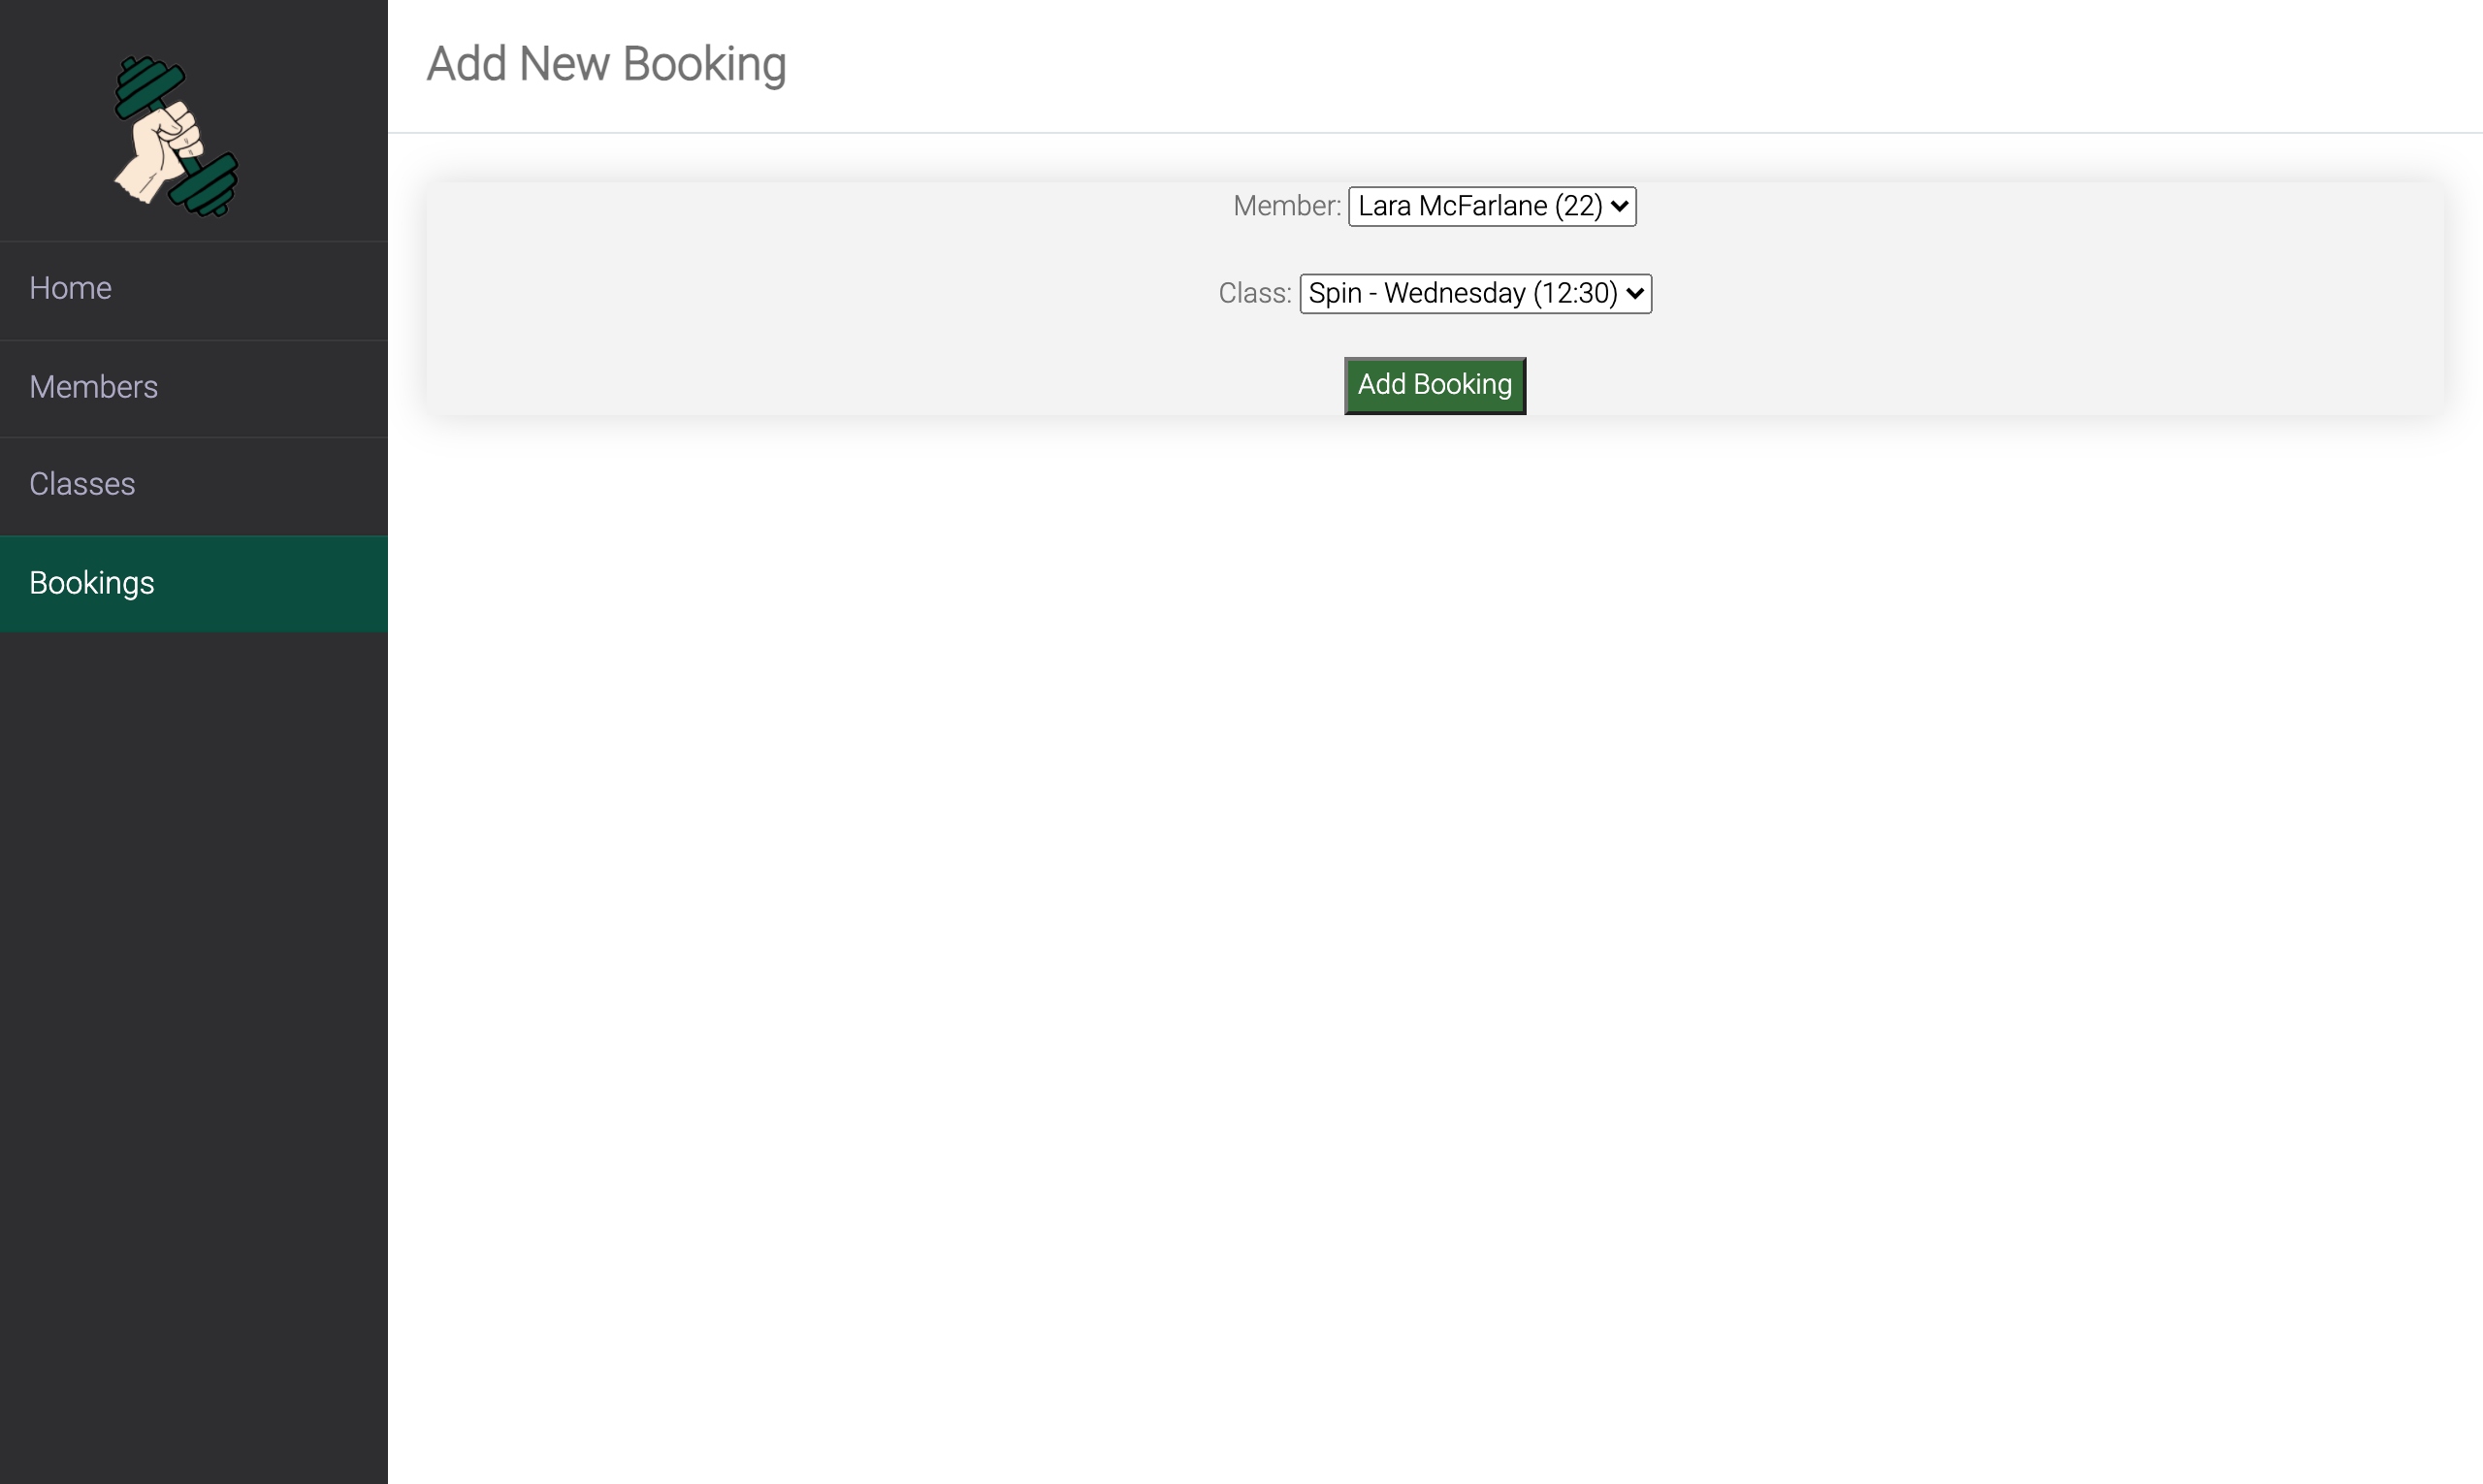 Add New Booking
Member: Lara McFarlane (22)
Class: Spin - Wednesday (12:30)
Add Booking
Home
Members
Classes
Bookings